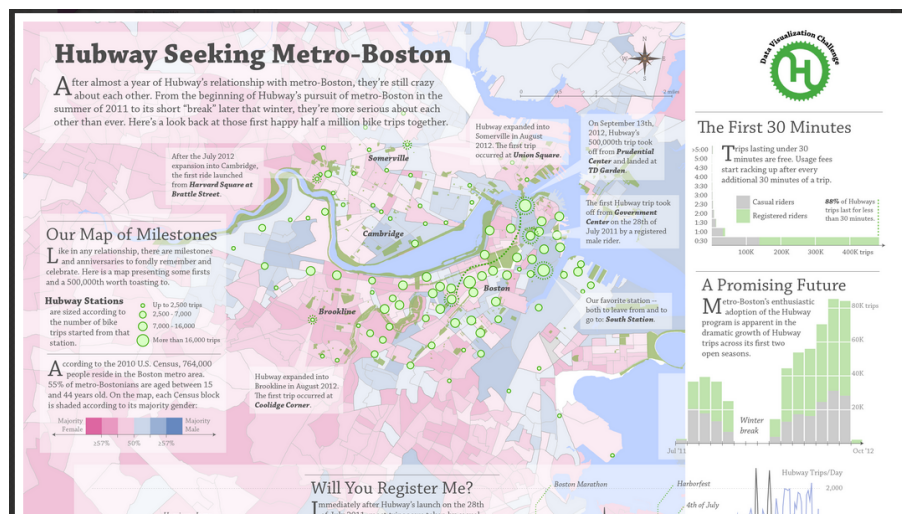 Hubway Seeking Metro-Boston
After almost a year of Hubway's relationship with metro-Boston, they're still crazy
about each other. From the beginning of Hubway's pursuit of metro-Boston in the
summer of 2011 to its short "break" later that winter, they're more serious about each
other than ever. Here's a look back at those first happy half a million bike trips together.
N
0
0.5
1
2 miles
After the July 2012
expansion into Cambridge,
the first ride launched
from Harvard Square at
Brattle Street.
Somerville
Hubway expanded into
Somerville in August
2012. The first trip
occurred at Union Square.
On September 13th,
2012, Hubway's
500,000th trip took
off from Prudential
Center and landed at
TD Garden.
The first Hubway trip took
off from Government
Center on the 28th of
July 2011 by a registered
male rider.
Cambridge
Boston
Brookline
Our favorite station --
both to leave from and to
go to: South Station.
Hubway expanded into
Brookline in August 2012.
The first trip occurred at
Coolidge Corner.
Our Map of Milestones
Like in any relationship, there are milestones
and anniversaries to fondly remember and
celebrate. Here is a map presenting some firsts
and a 500,000th worth toasting to.
Hubway Stations
are sized according to
the number of bike
trips started from that
station.
Up to 2,500 trips
2,500 - 7,000
7,000 - 16,000
More than 16,000 trips
According to the 2010 U.S. Census, 764,000
people reside in the Boston metro area.
55% of metro-Bostonians are aged between 15
and 44 years old. On the map, each Census block
is shaded according to its majority gender:
Majority
Female
Majority
Male
≥57%
50%
≥57%
Will You Register Me?
Immediately after Hubway's launch on the 28th
Boston Marathon
Data Visualization Challenge
H
The First 30 Minutes
Trips lasting under 30
minutes are free. Usage fees
start racking up after every
additional 30 minutes of a trip.
>5:00
5:00
4:30
4:00
3:30
3:00
2:30
2:00
1:30
1:00
0:30
Casual riders
Registered riders
88% of Hubways
trips last for less
than 30 minutes.
100K
200K
300K
400K trips
A Promising Future
Metro-Boston's enthusiastic
adoption of the Hubway
program is apparent in the
dramatic growth of Hubway
trips across its first two
open seasons.
80K trips
60K
40K
20K
Winter
break
Jul '11
Oct '12
Harborfest
4th of July
Hubway Trips/Day
2,000